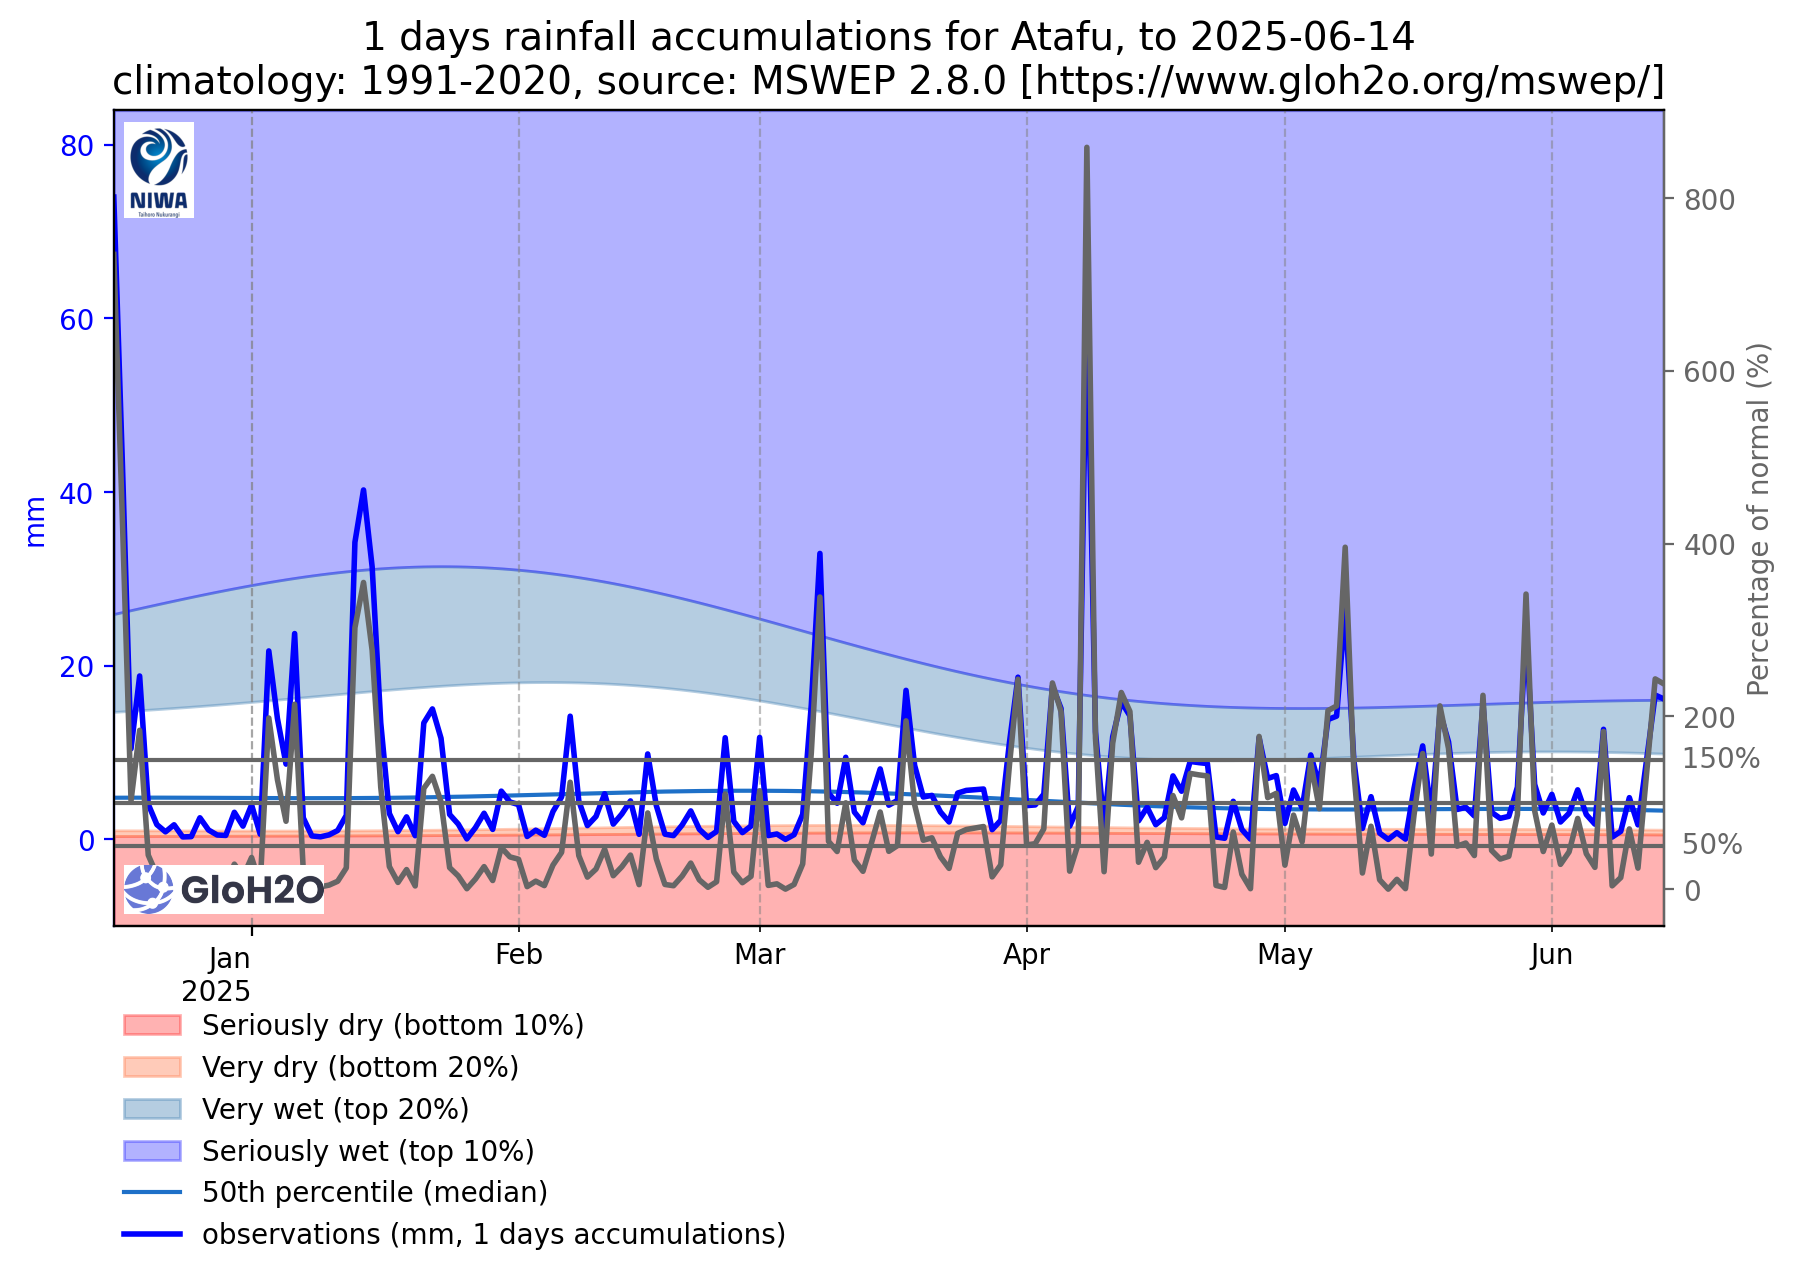 1 days rainfall accumulations for Atafu, to 2025-06-14
climatology: 1991-2020, source: MSWEP 2.8.0 [https://www.gloh2o.org/mswep/]
80
60
40
20
0
mm
NIWA
Taihoro Nukurangi
800
600
400
200
150%
50%
0
Percentage of normal (%)
GloH2O
Jan
2025
Feb
Mar
Apr
May
Jun
Seriously dry (bottom 10%)
Very dry (bottom 20%)
Very wet (top 20%)
Seriously wet (top 10%)
50th percentile (median)
observations (mm, 1 days accumulations)